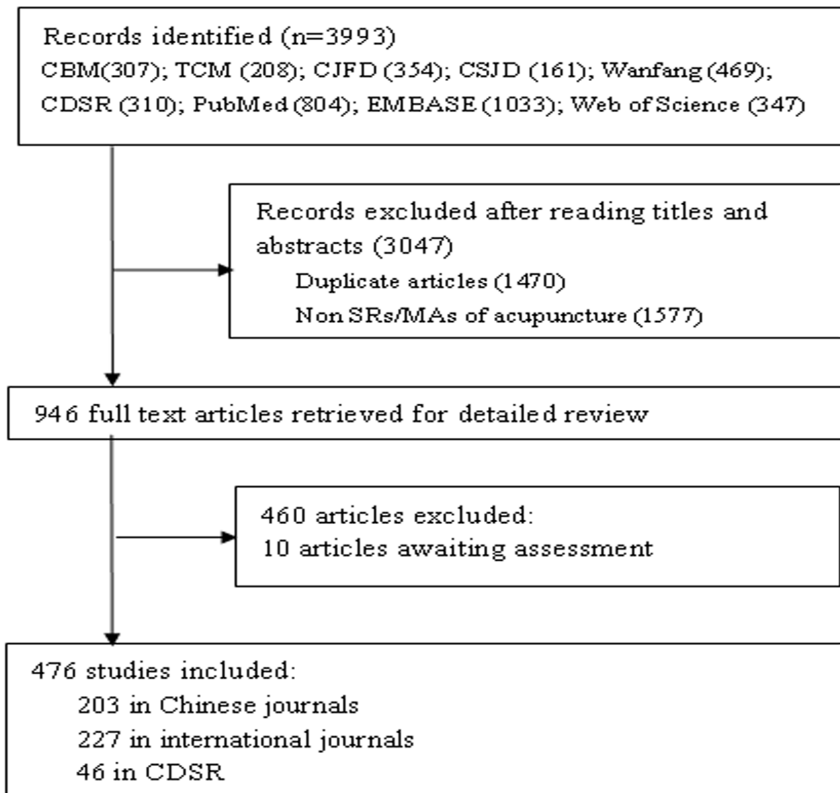 Records identified (n=3993)
CBM(307); TCM (208); CJFD (354); CSJD (161); Wanfang (469);
CDSR (310); PubMed (804); EMBASE (1033); Web of Science (347)
Records excluded after reading titles and
abstracts (3047)
Duplicate articles (1470)
Non SRs/MAs of acupuncture (1577)
946 full text articles retrieved for detailed review
460 articles excluded:
10 articles awaiting assessment
476 studies included:
203 in Chinese journals
227 in international journals
46 in CDSR